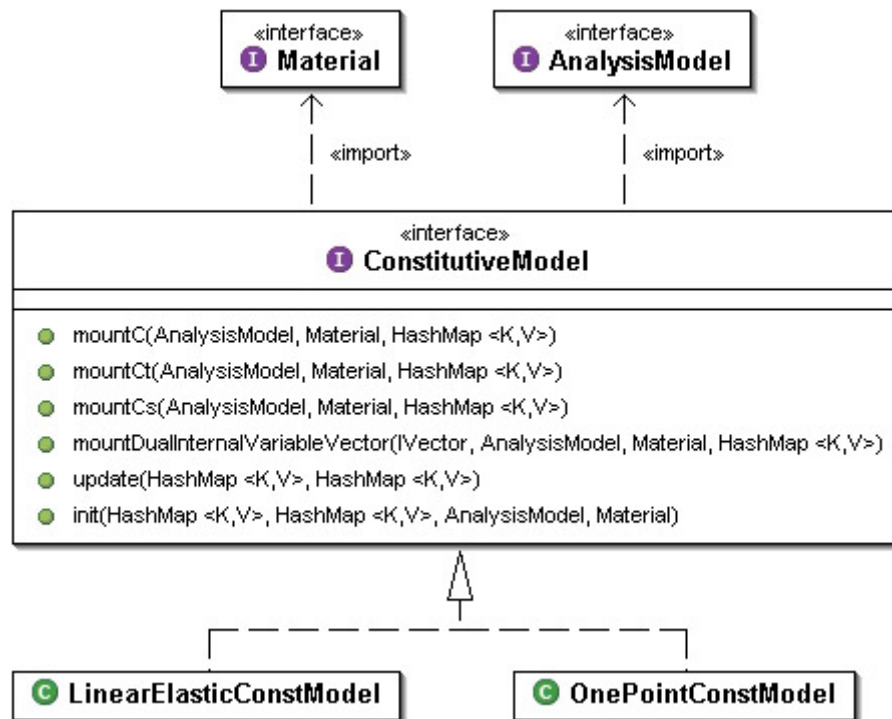 «interface»
I Material
«interface»
I AnalysisModel
«import»
«import»
«interface»
I ConstitutiveModel
mountC(AnalysisModel, Material, HashMap <K,V>)
mountCt(AnalysisModel, Material, HashMap <K,V>)
mountCs(AnalysisModel, Material, HashMap <K,V>)
mountDualInternalVariableVector(IVector, AnalysisModel, Material, HashMap <K,V>)
update(HashMap <K,V>, HashMap <K,V>)
init(HashMap <K,V>, HashMap <K,V>, AnalysisModel, Material)
C LinearElasticConstModel
C OnePointConstModel